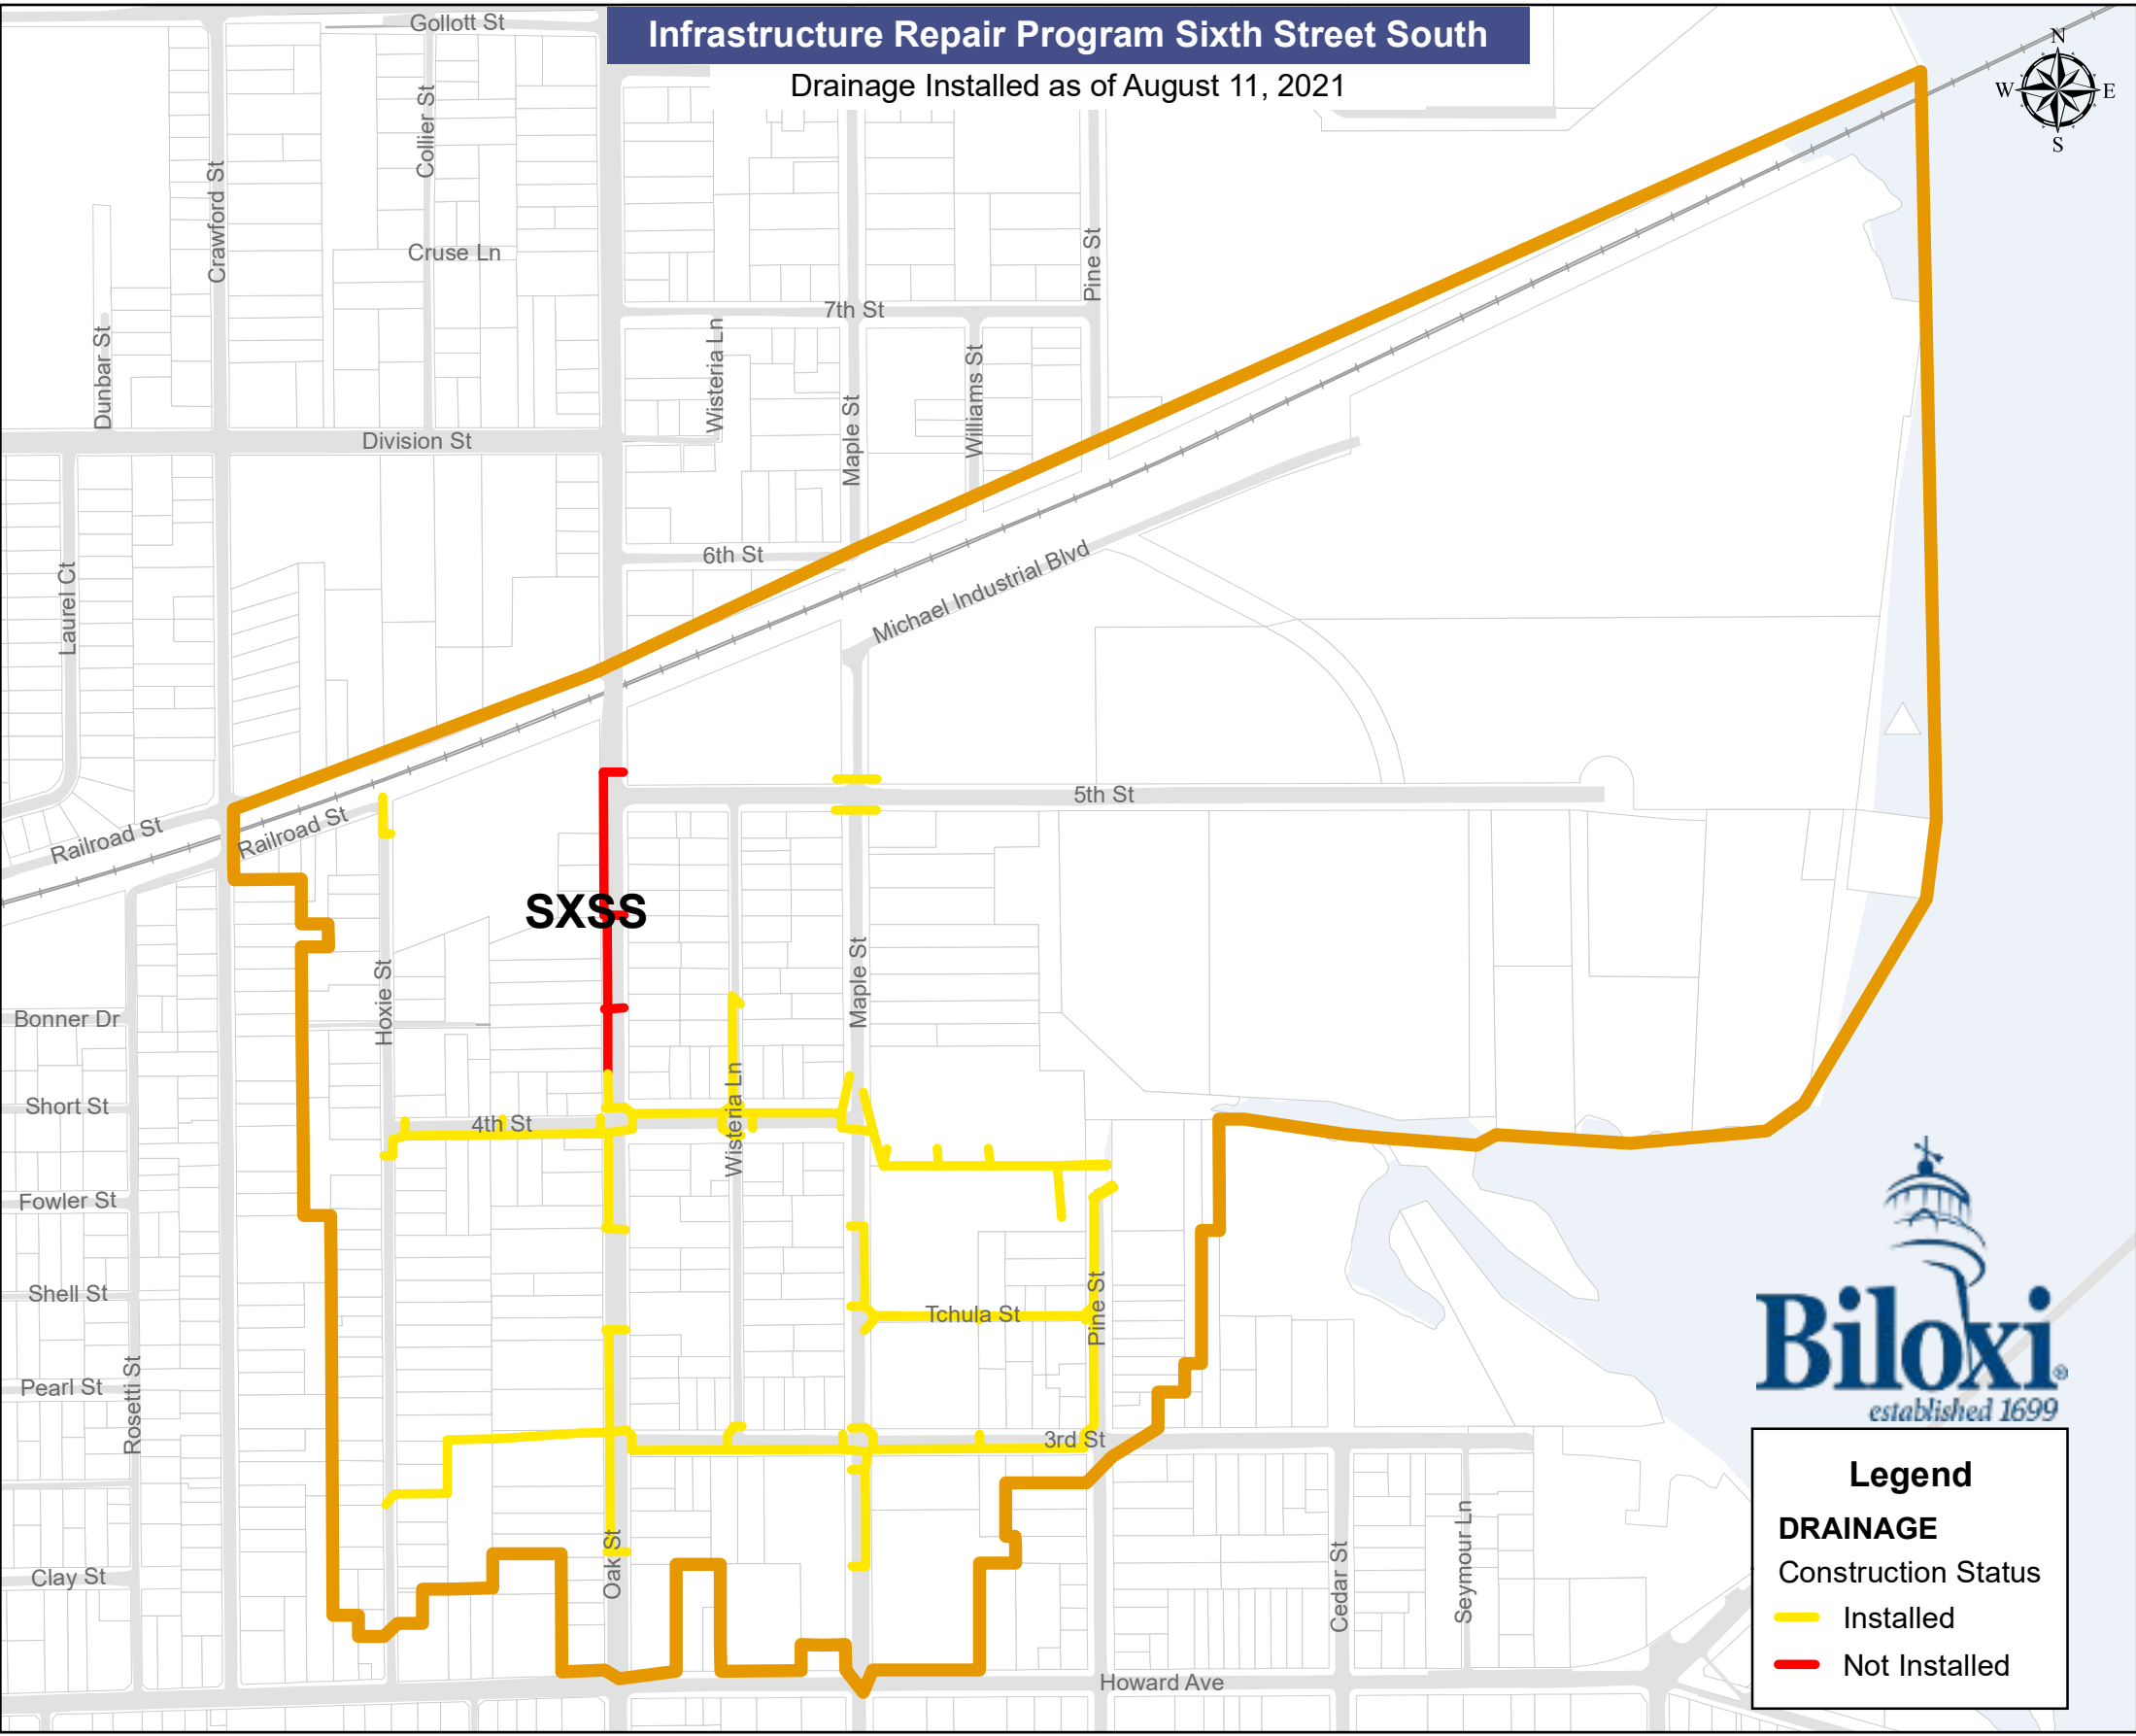 Infrastructure Repair Program Sixth Street South
Drainage Installed as of August 11, 2021
N
W
E
S
Gollott St
Collier St
Crawford St
Cruse Ln
Pine St
7th St
Dunbar St
Wisteria Ln
Williams St
Maple St
Division St
6th St
Michael Industrial Blvd
Laurel Ct
5th St
Railroad St
Railroad St
SXSS
Hoxie St
Maple St
Bonner Dr
Short St
4th St
Wisteria Ln
Fowler St
Shell St
Tchula St
Pine St
Pearl St
Rosetti St
3rd St
Oak St
Clay St
Cedar St
Seymour Ln
Howard Ave
Biloxi®
established 1699
Legend
DRAINAGE
Construction Status
Installed
Not Installed